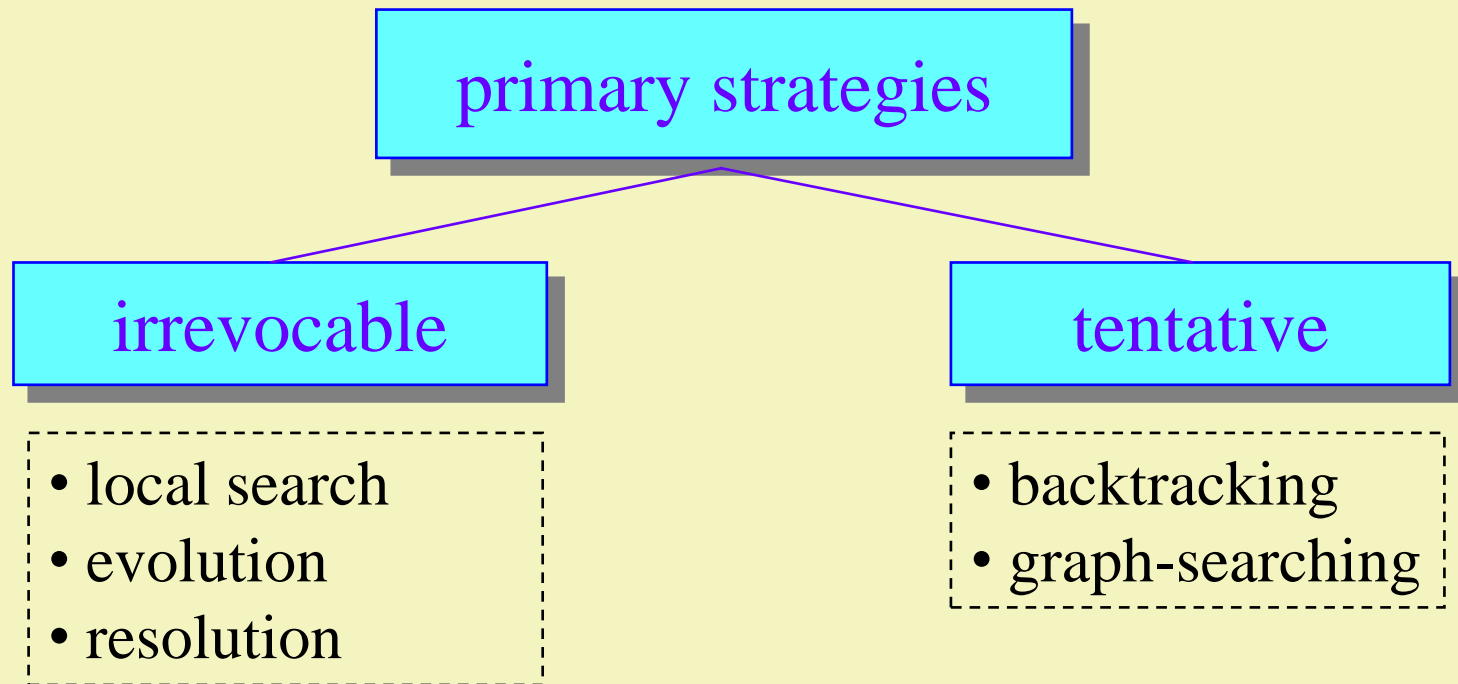 primary strategies
irrevocable
tentative
• local search
• evolution
• resolution
• backtracking
• graph-searching